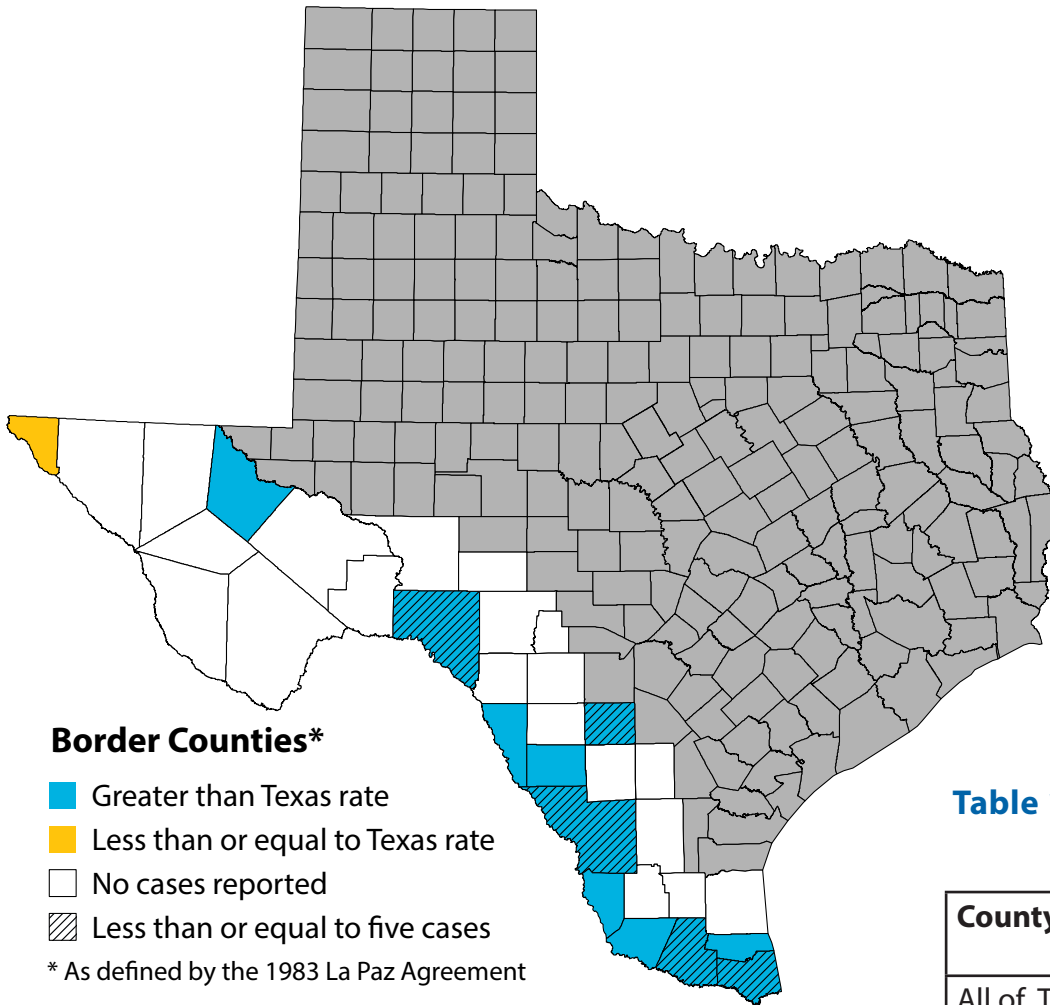 Border Counties*
Greater than Texas rate
Less than or equal to Texas rate
No cases reported
Less than or equal to five cases
* As defined by the 1983 La Paz Agreement
Table
County
All of